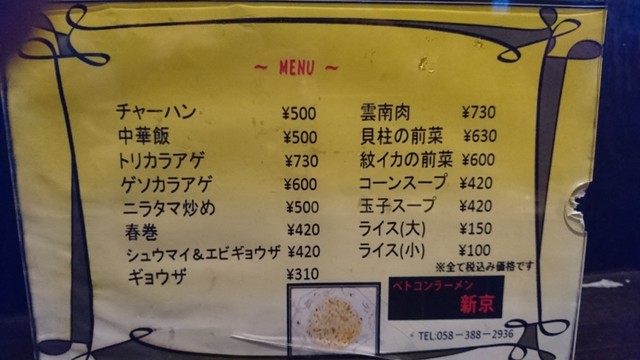 ～ MENU ～
チャーハン ¥500
中華飯 ¥500
トリカラアゲ ¥730
ゲソカラアゲ ¥600
ニラタマ炒め ¥500
春巻 ¥420
シュウマイ＆エビギョウザ ¥420
ギョウザ ¥310
雲南肉 ¥730
貝柱の前菜 ¥630
紋イカの前菜 ¥600
コーンスープ ¥420
玉子スープ ¥420
ライス(大) ¥150
ライス(小) ¥100
※全て税込み価格です
ベトコンラーメン
新京
TEL:058－388－2936